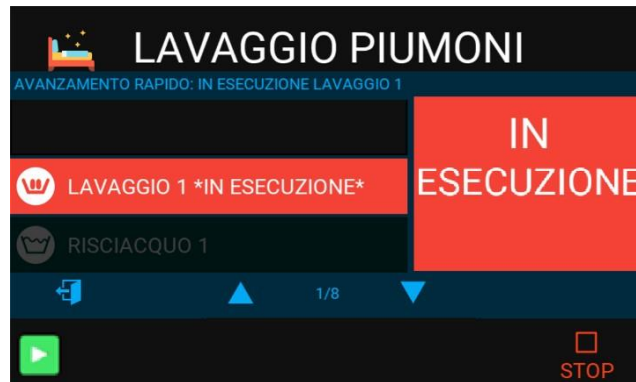 LAVAGGIO PIUMONI
AVANZAMENTO RAPIDO: IN ESECUZIONE LAVAGGIO 1
IN
ESECUZIONE
LAVAGGIO 1 *IN ESECUZIONE*
RISCIACQUO 1
1/8
STOP